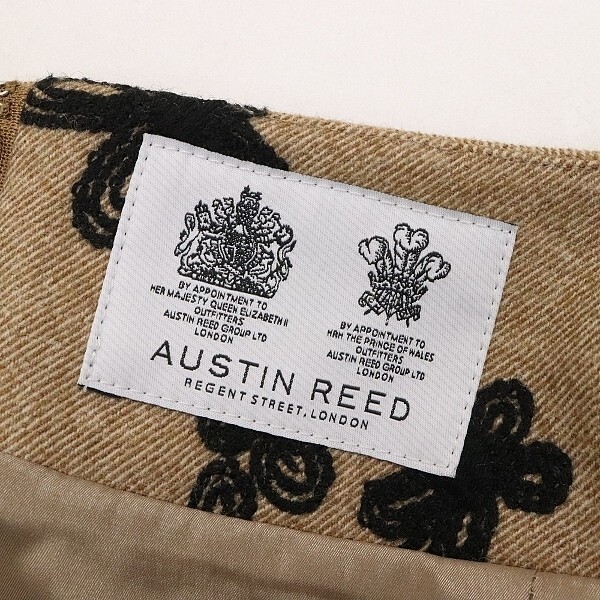 BY APPOINTMENT TO
HER MAJESTY QUEEN ELIZABETH II
OUTFITTERS
AUSTIN REED GROUP LTD
LONDON
BY APPOINTMENT TO
HRH THE PRINCE OF WALES
OUTFITTERS
AUSTIN REED GROUP LTD
LONDON
AUSTIN REED
REGENT STREET, LONDON